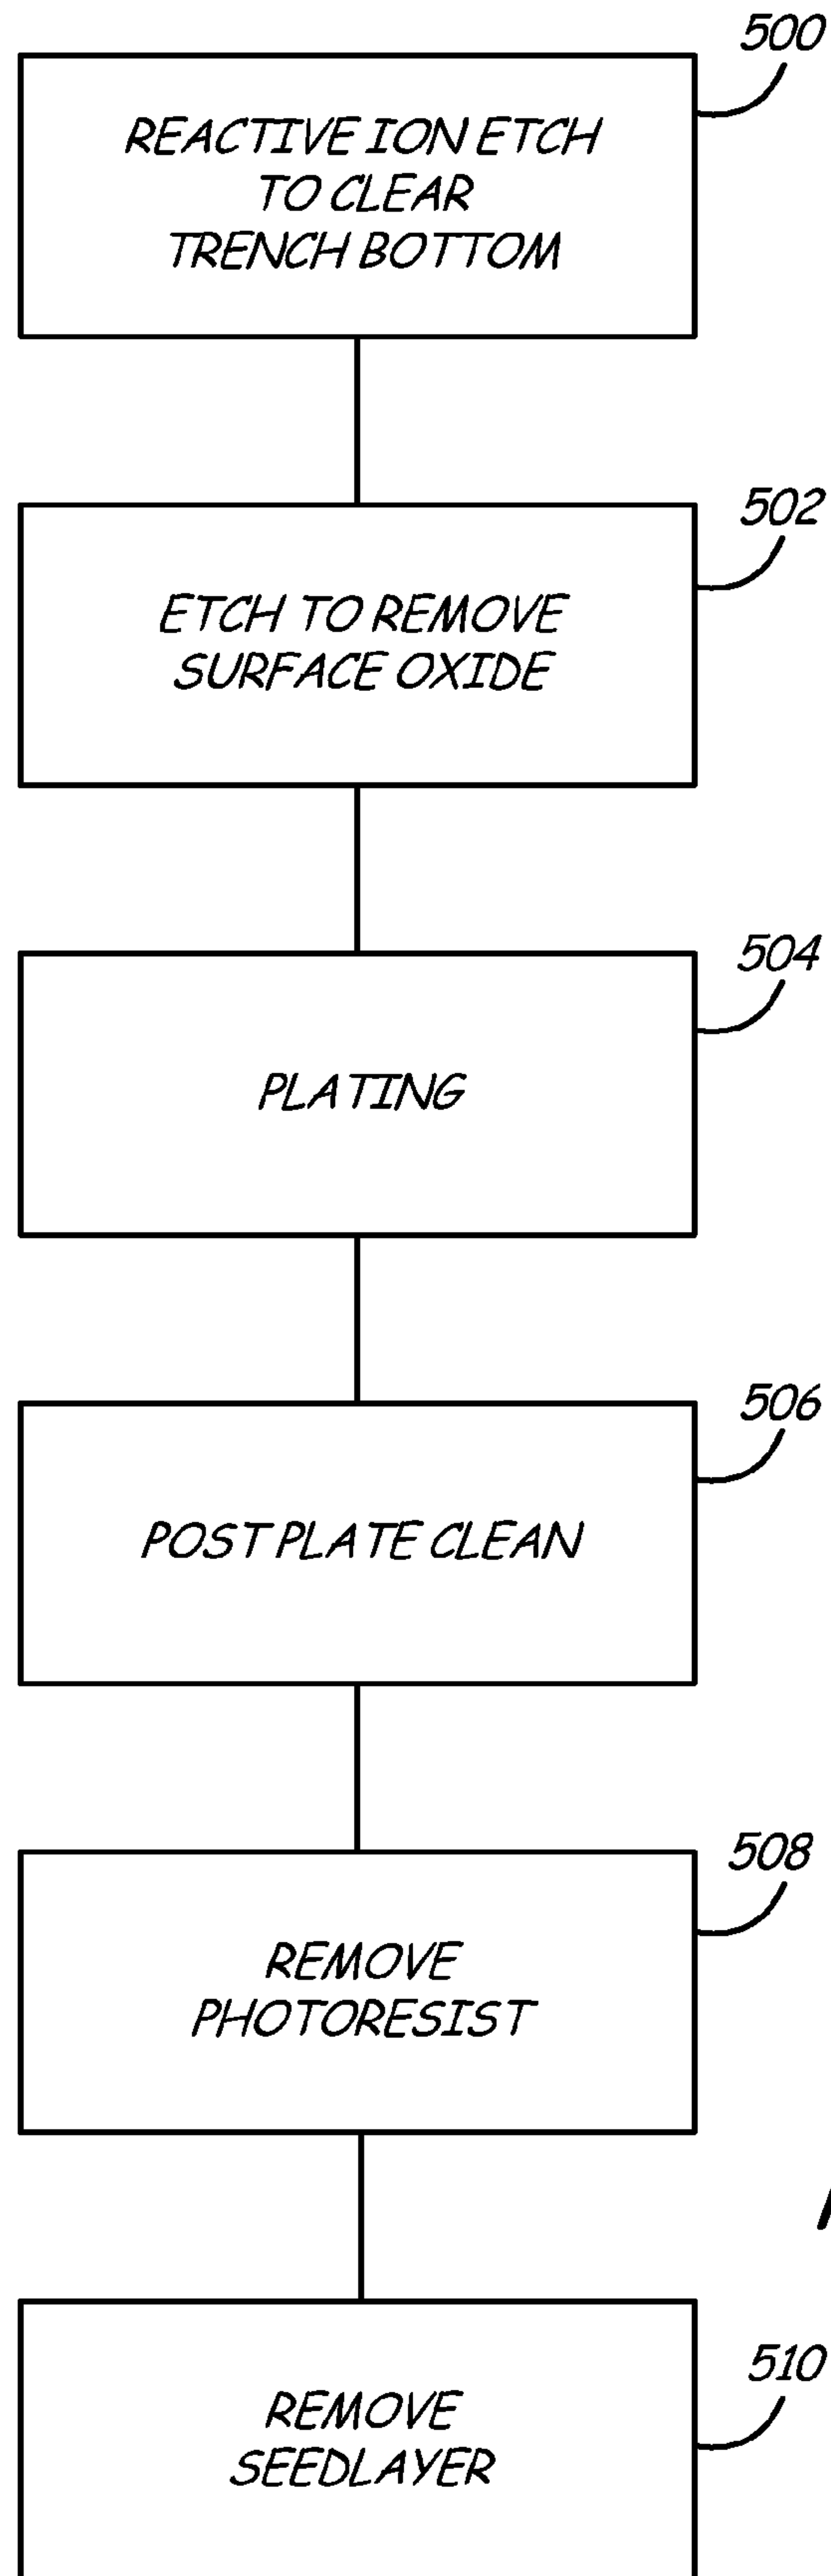 500
REACTIVE ION ETCH
TO CLEAR
TRENCH BOTTOM
502
ETCH TO REMOVE
SURFACE OXIDE
504
PLATING
506
POST PLATE CLEAN
508
REMOVE
PHOTORESIST
510
REMOVE
SEEDLAYER